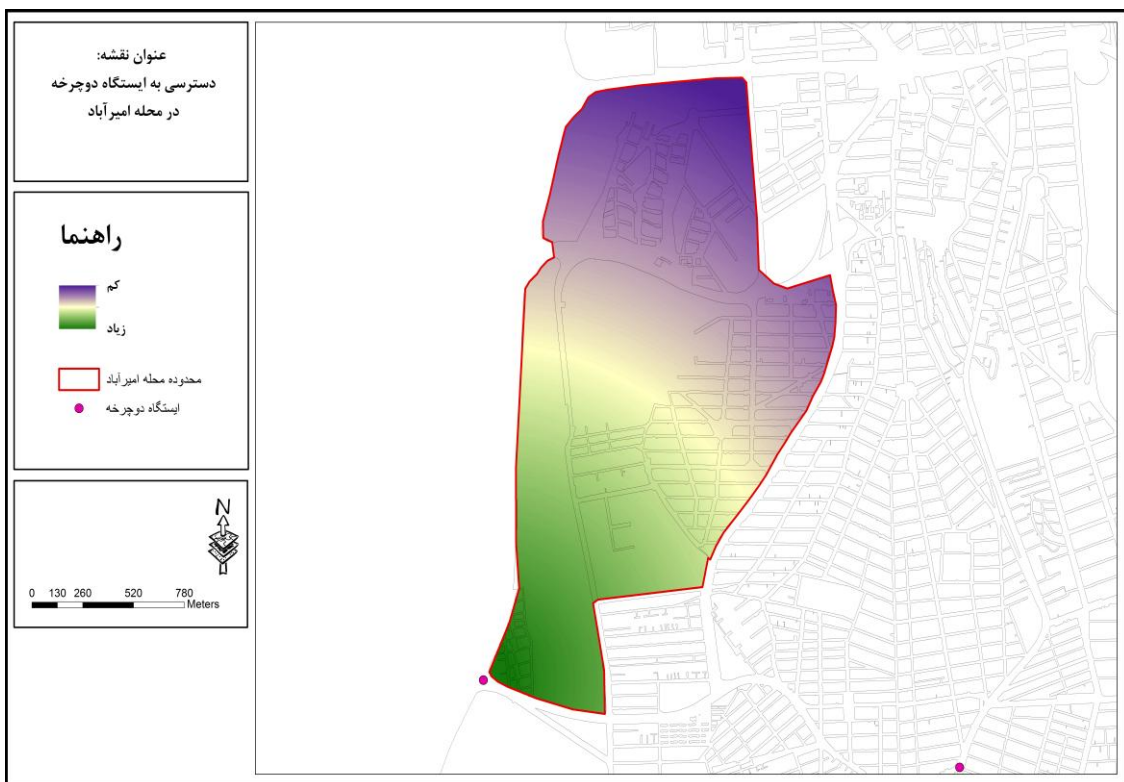 عنوان نقشه:
دسترسی به ایستگاه دوچرخه
در محله امیرآباد
راهنما
کم
زیاد
محدوده محله امیرآباد
ایستگاه دوچرخه
N
0 130 260 520 780
Meters